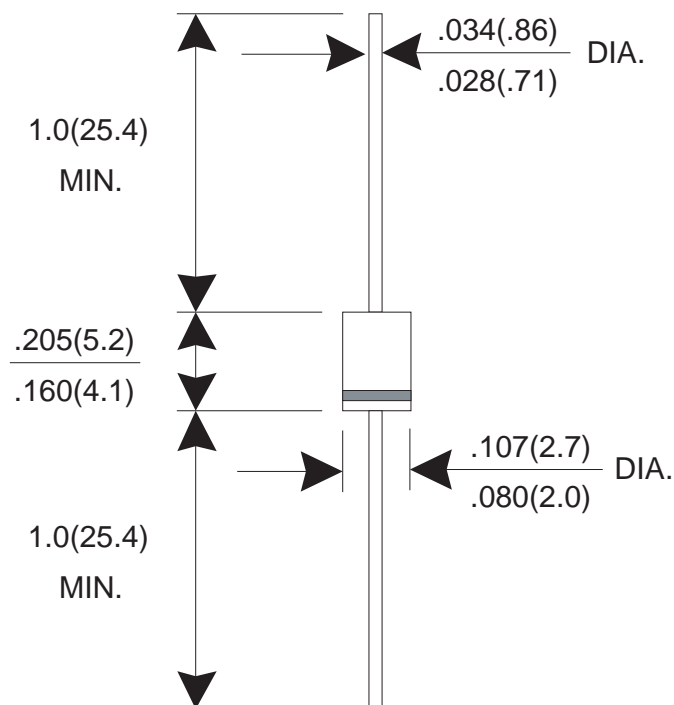 .034(.86)
.028(.71)
DIA.
1.0(25.4)
MIN.
.205(5.2)
.160(4.1)
.107(2.7)
.080(2.0)
DIA.
1.0(25.4)
MIN.